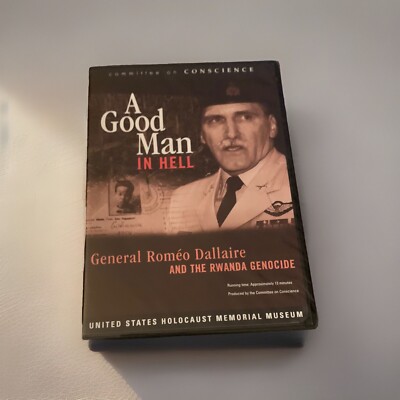 committee on CONSCIENCE
A
Good
Man
IN HELL
General Roméo Dallaire
AND THE RWANDA GENOCIDE
Running time: Approximately 15 minutes
Produced by the Committee on Conscience
UNITED STATES HOLOCAUST MEMORIAL MUSEUM